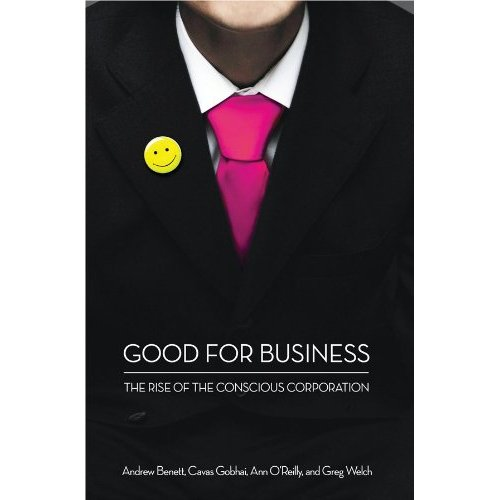 GOOD FOR BUSINESS
THE RISE OF THE CONSCIOUS CORPORATION
Andrew Benett, Cavas Gobhai, Ann O'Reilly, and Greg Welch